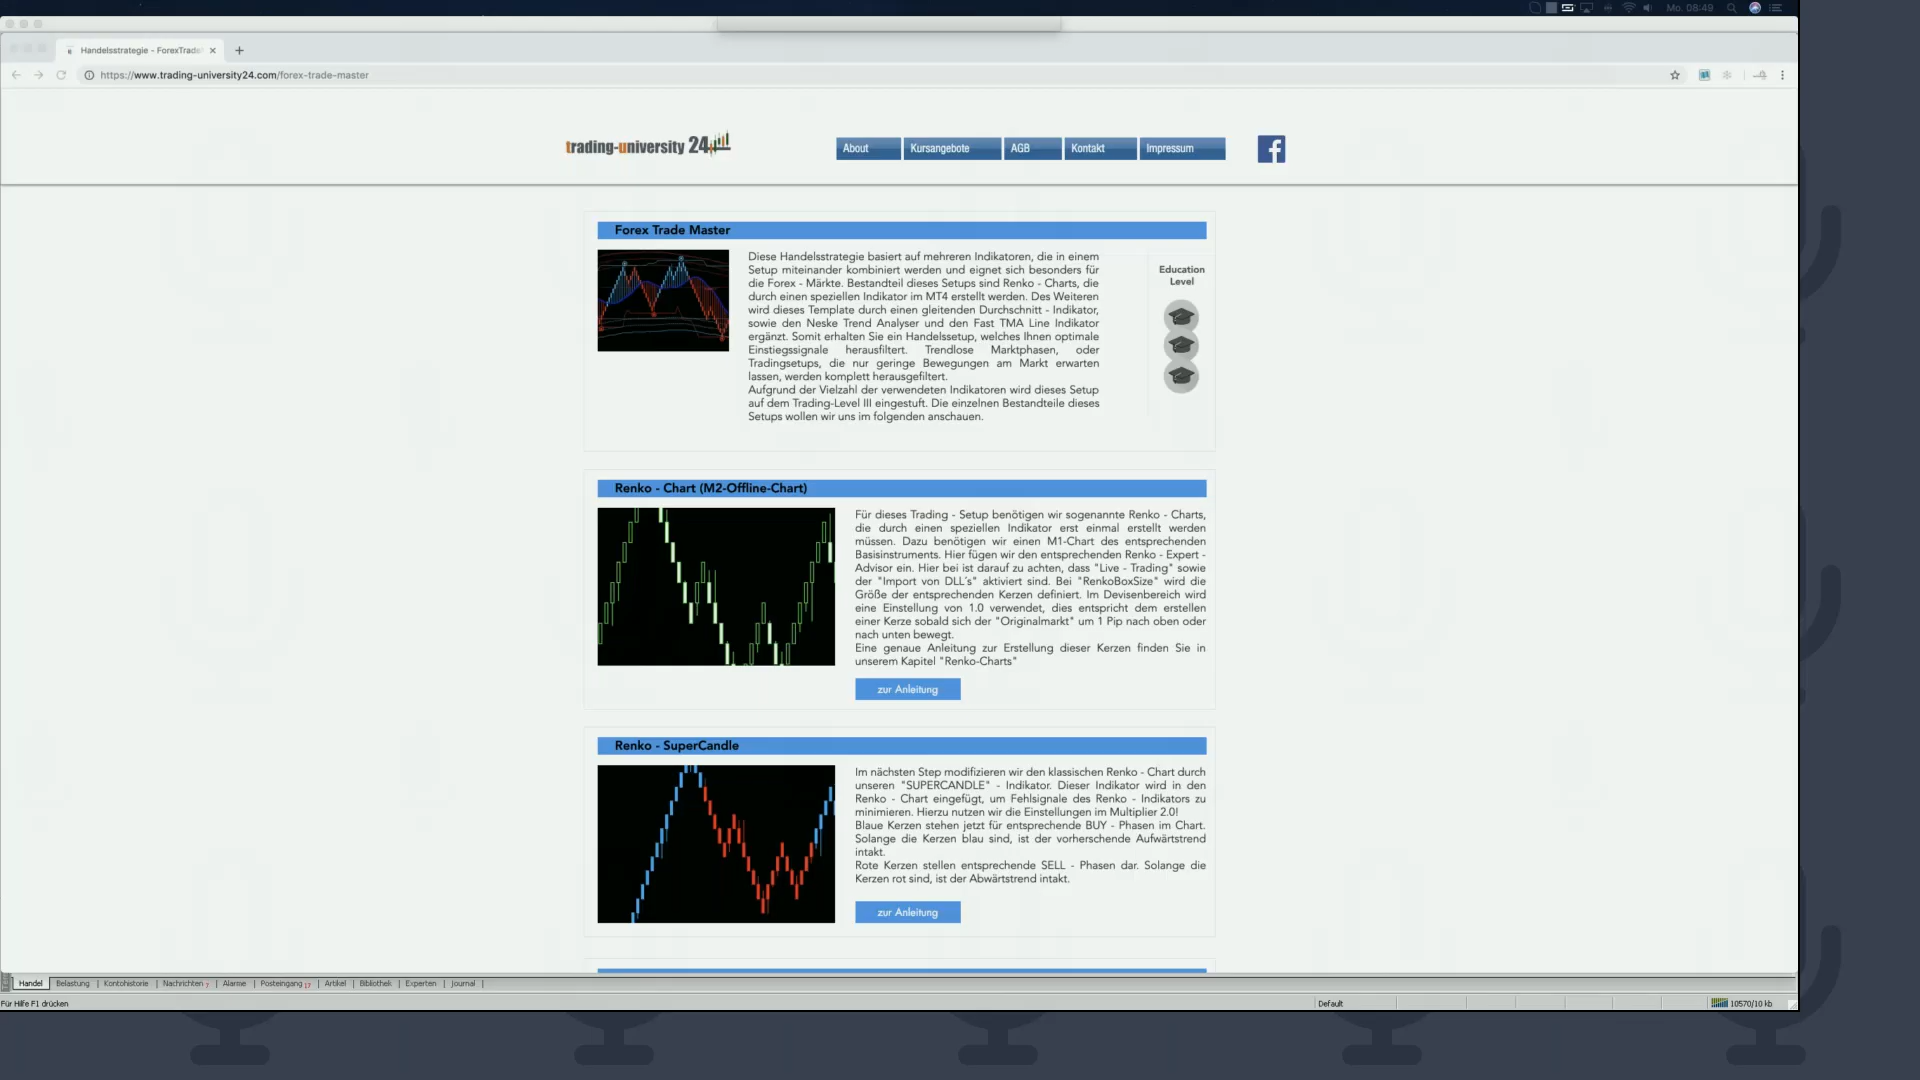 Mo. 08:49
Handelsstrategie - ForexTrade
https://www.trading-university24.com/forex-trade-master
trading-university 24
About
Kursangebote
AGB
Kontakt
Impressum
Forex Trade Master
Diese Handelsstrategie basiert auf mehreren Indikatoren, die in einem
Setup miteinander kombiniert werden und eignet sich besonders für
die Forex - Märkte. Bestandteil dieses Setups sind Renko - Charts, die
durch einen speziellen Indikator im MT4 erstellt werden. Des Weiteren
wird dieses Template durch einen gleitenden Durchschnitt - Indikator,
sowie den Neske Trend Analyser und den Fast TMA Line Indikator
ergänzt. Somit erhalten Sie ein Handelssetup, welches Ihnen optimale
Einstiegssignale herausfiltert. Trendlose Marktphasen, oder
Tradingsetups, die nur geringe Bewegungen am Markt erwarten
lassen, werden komplett herausgefiltert.
Aufgrund der Vielzahl der verwendeten Indikatoren wird dieses Setup
auf dem Trading-Level III eingestuft. Die einzelnen Bestandteile dieses
Setups wollen wir uns im folgenden anschauen.
Education
Level
Renko - Chart (M2-Offline-Chart)
Für dieses Trading - Setup benötigen wir sogenannte Renko - Charts,
die durch einen speziellen Indikator erst einmal erstellt werden
müssen. Dazu benötigen wir einen M1-Chart des entsprechenden
Basisinstruments. Hier fügen wir den entsprechenden Renko - Expert -
Advisor ein. Hier bei ist darauf zu achten, dass "Live - Trading" sowie
der "Import von DLL´s" aktiviert sind. Bei "RenkoBoxSize" wird die
Größe der entsprechenden Kerzen definiert. Im Devisenbereich wird
eine Einstellung von 1.0 verwendet, dies entspricht dem erstellen
einer Kerze sobald sich der "Originalmarkt" um 1 Pip nach oben oder
nach unten bewegt.
Eine genaue Anleitung zur Erstellung dieser Kerzen finden Sie in
unserem Kapitel "Renko-Charts"
zur Anleitung
Renko - SuperCandle
Im nächsten Step modifizieren wir den klassischen Renko - Chart durch
unseren "SUPERCANDLE" - Indikator. Dieser Indikator wird in den
Renko - Chart eingefügt, um Fehlsignale des Renko - Indikators zu
minimieren. Hierzu nutzen wir die Einstellungen im Multiplier 2.0!
Blaue Kerzen stehen jetzt für entsprechende BUY - Phasen im Chart.
Solange die Kerzen blau sind, ist der vorherschende Aufwärtstrend
intakt.
Rote Kerzen stellen entsprechende SELL - Phasen dar. Solange die
Kerzen rot sind, ist der Abwärtstrend intakt.
zur Anleitung
Handel | Belastung | Kontohistorie | Nachrichten 7 | Alarme | Posteingang 17 | Artikel | Bibliothek | Experten | Journal |
Für Hilfe F1 drücken
Default
10570/10 kb